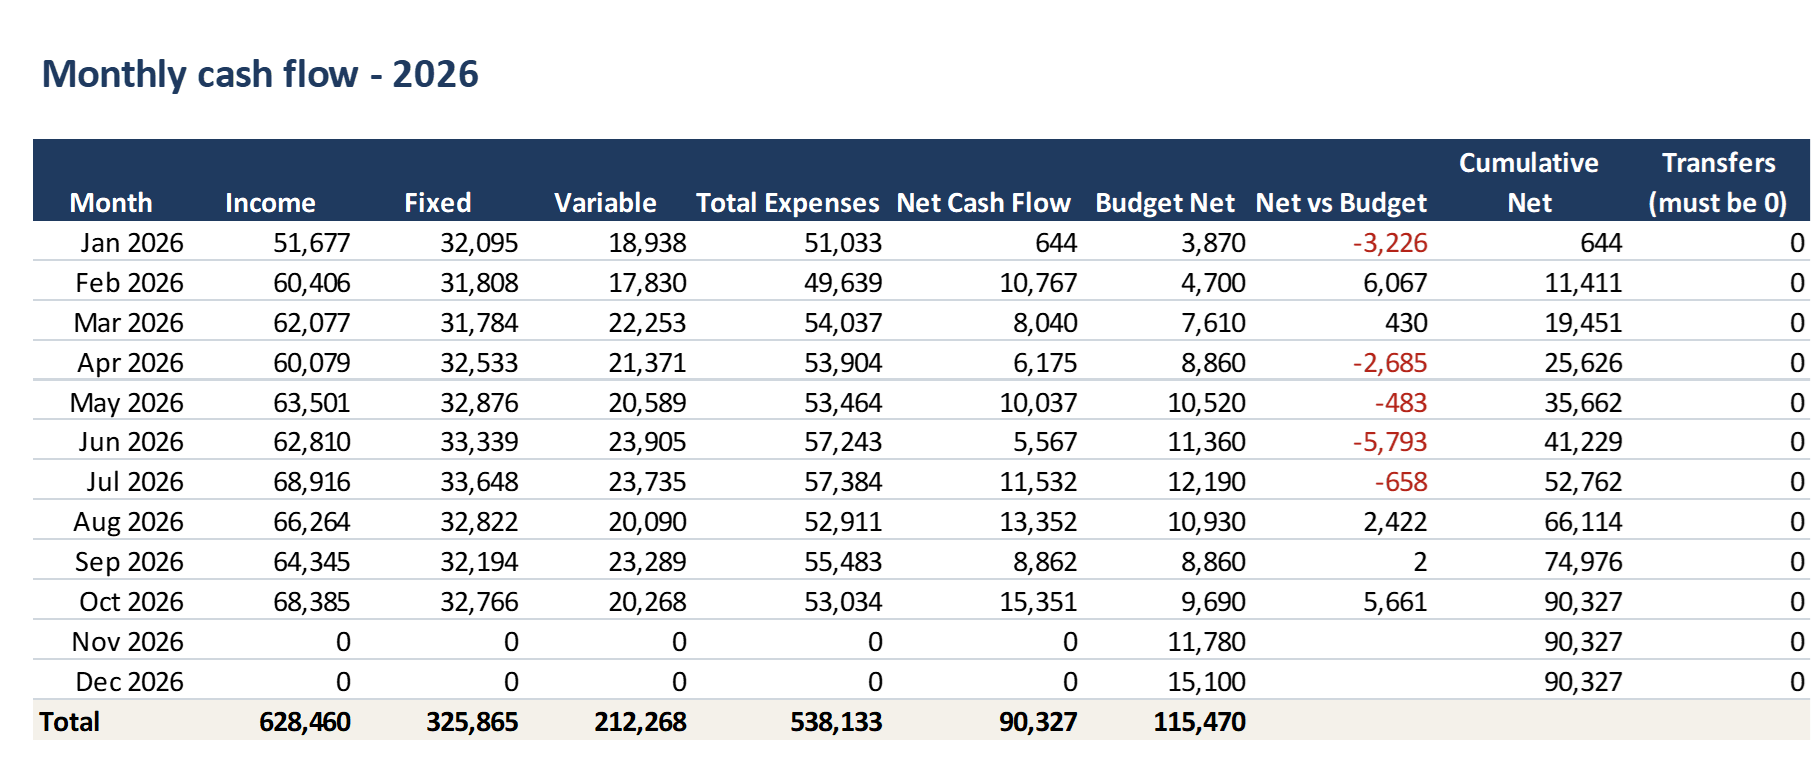 Monthly cash flow - 2026
Month Income Fixed Variable Total Expenses Net Cash Flow Budget Net Net vs Budget Cumulative Net Transfers (must be 0)
Jan 2026 51,677 32,095 18,938 51,033 644 3,870 -3,226 644 0
Feb 2026 60,406 31,808 17,830 49,639 10,767 4,700 6,067 11,411 0
Mar 2026 62,077 31,784 22,253 54,037 8,040 7,610 430 19,451 0
Apr 2026 60,079 32,533 21,371 53,904 6,175 8,860 -2,685 25,626 0
May 2026 63,501 32,876 20,589 53,464 10,037 10,520 -483 35,662 0
Jun 2026 62,810 33,339 23,905 57,243 5,567 11,360 -5,793 41,229 0
Jul 2026 68,916 33,648 23,735 57,384 11,532 12,190 -658 52,762 0
Aug 2026 66,264 32,822 20,090 52,911 13,352 10,930 2,422 66,114 0
Sep 2026 64,345 32,194 23,289 55,483 8,862 8,860 2 74,976 0
Oct 2026 68,385 32,766 20,268 53,034 15,351 9,690 5,661 90,327 0
Nov 2026 0 0 0 0 0 11,780 90,327 0
Dec 2026 0 0 0 0 0 15,100 90,327 0
Total 628,460 325,865 212,268 538,133 90,327 115,470